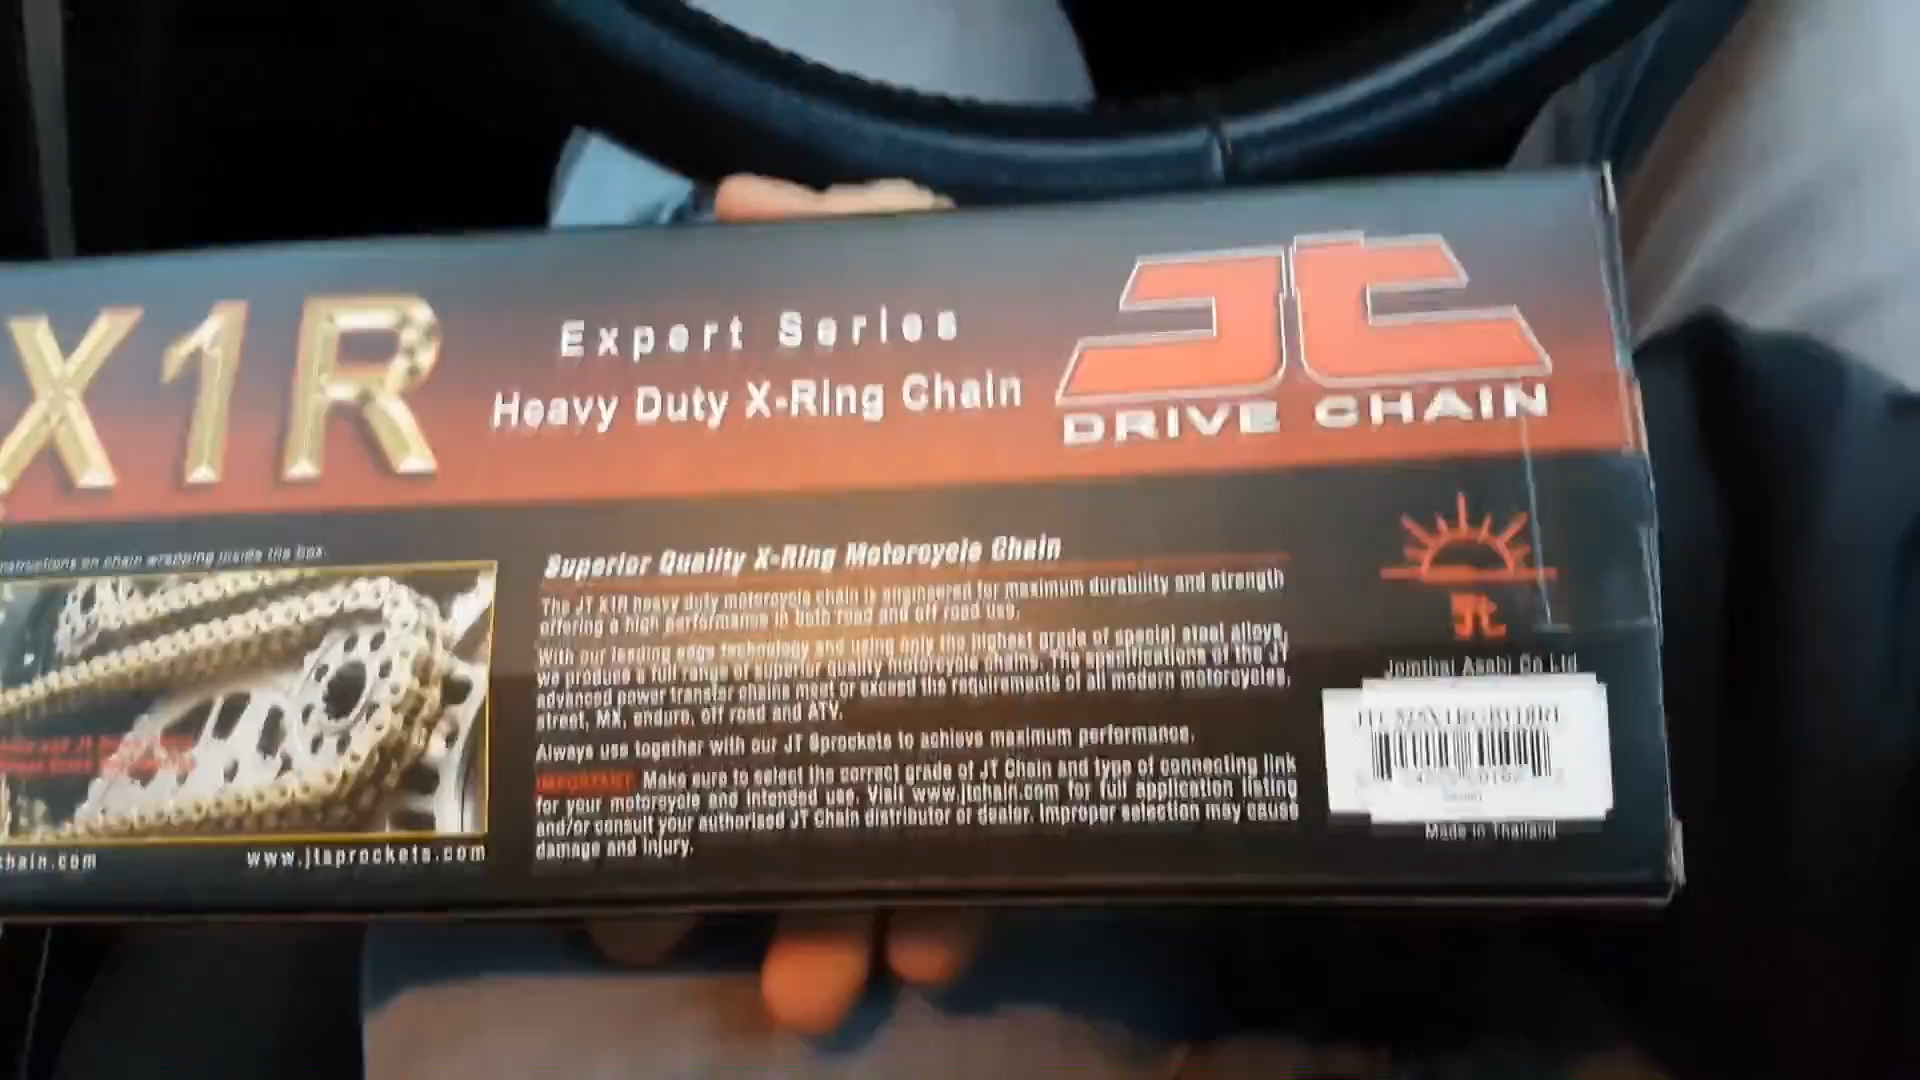 X1R
Expert Series
Heavy Duty X-Ring Chain
JT
DRIVE CHAIN
instructions on chain wrapping inside the box.
chain.com
www.jtsprockets.com
Superior Quality X-Ring Motorcycle Chain
The JT X1R heavy duty motorcycle chain is engineered for maximum durability and strength
offering a high performance in both road and off road use.
With our leading edge technology and using only the highest grade of special steel alloys,
we produce a full range of superior quality motorcycle chains. The specifications of the JT
advanced power transfer chains meet or exceed the requirements of all modern motorcycles,
street, MX, enduro, off road and ATV.
Always use together with our JT Sprockets to achieve maximum performance.
IMPORTANT Make sure to select the correct grade of JT Chain and type of connecting link
for your motorcycle and intended use. Visit www.jtchain.com for full application listing
and/or consult your authorised JT Chain distributor or dealer. Improper selection may cause
damage and injury.
Jt
Asahi Co Ltd
Made in Thailand